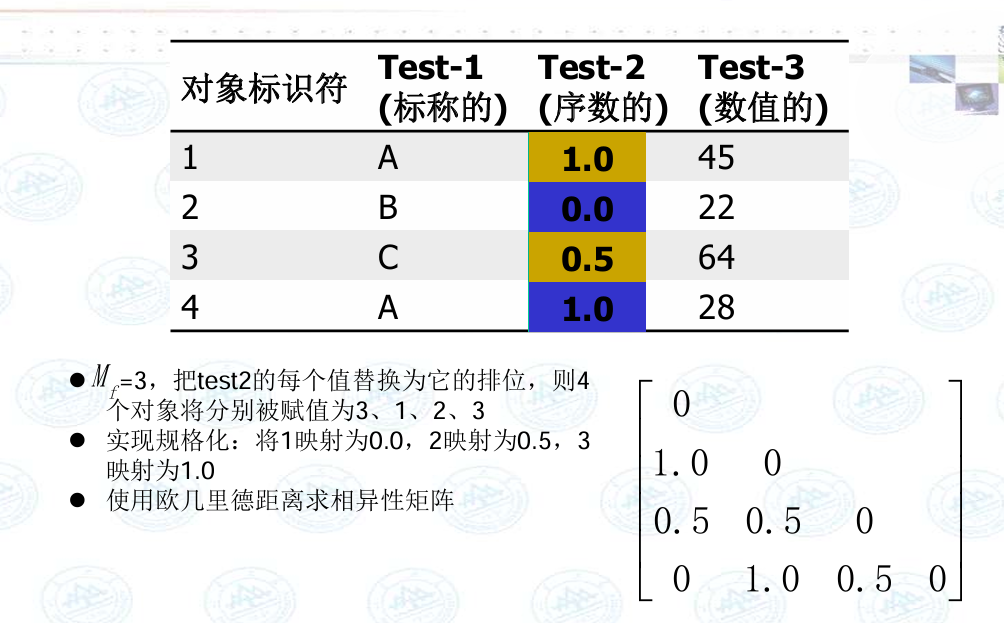 对象标识符 Test-1 (标称的) Test-2 (序数的) Test-3 (数值的)
1 A 1.0 45
2 B 0.0 22
3 C 0.5 64
4 A 1.0 28
● M_f=3，把test2的每个值替换为它的排位，则4
个对象将分别被赋值为3、1、2、3
● 实现规格化：将1映射为0.0，2映射为0.5，3
映射为1.0
● 使用欧几里德距离求相异性矩阵
0
1.0 0
0.5 0.5 0
0 1.0 0.5 0